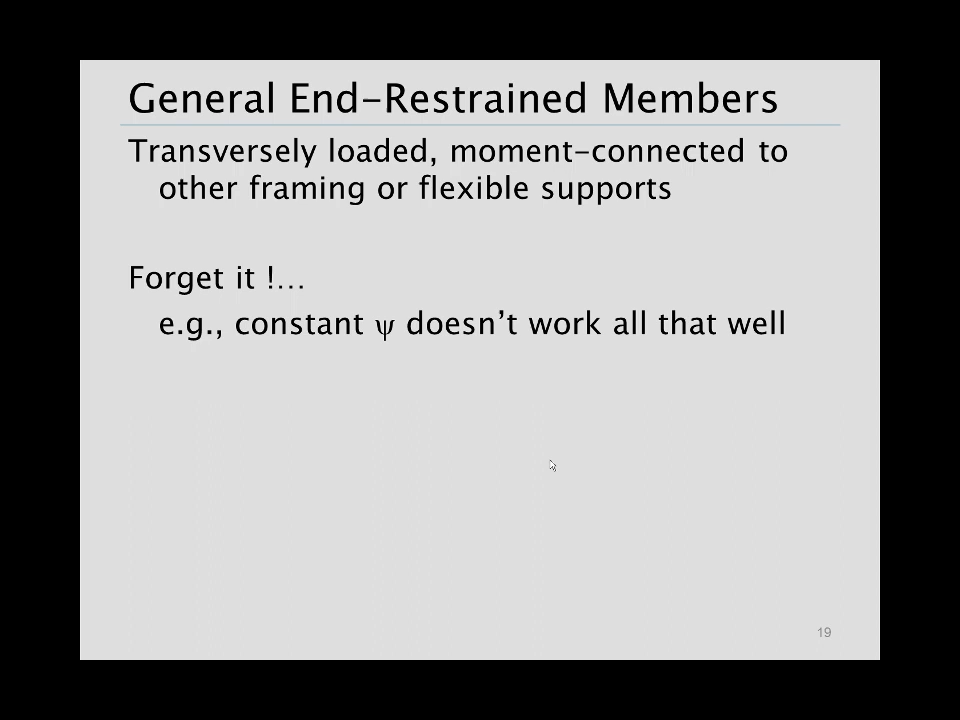 General End-Restrained Members
Transversely loaded, moment-connected to
other framing or flexible supports
Forget it !…
e.g., constant ψ doesn’t work all that well
19